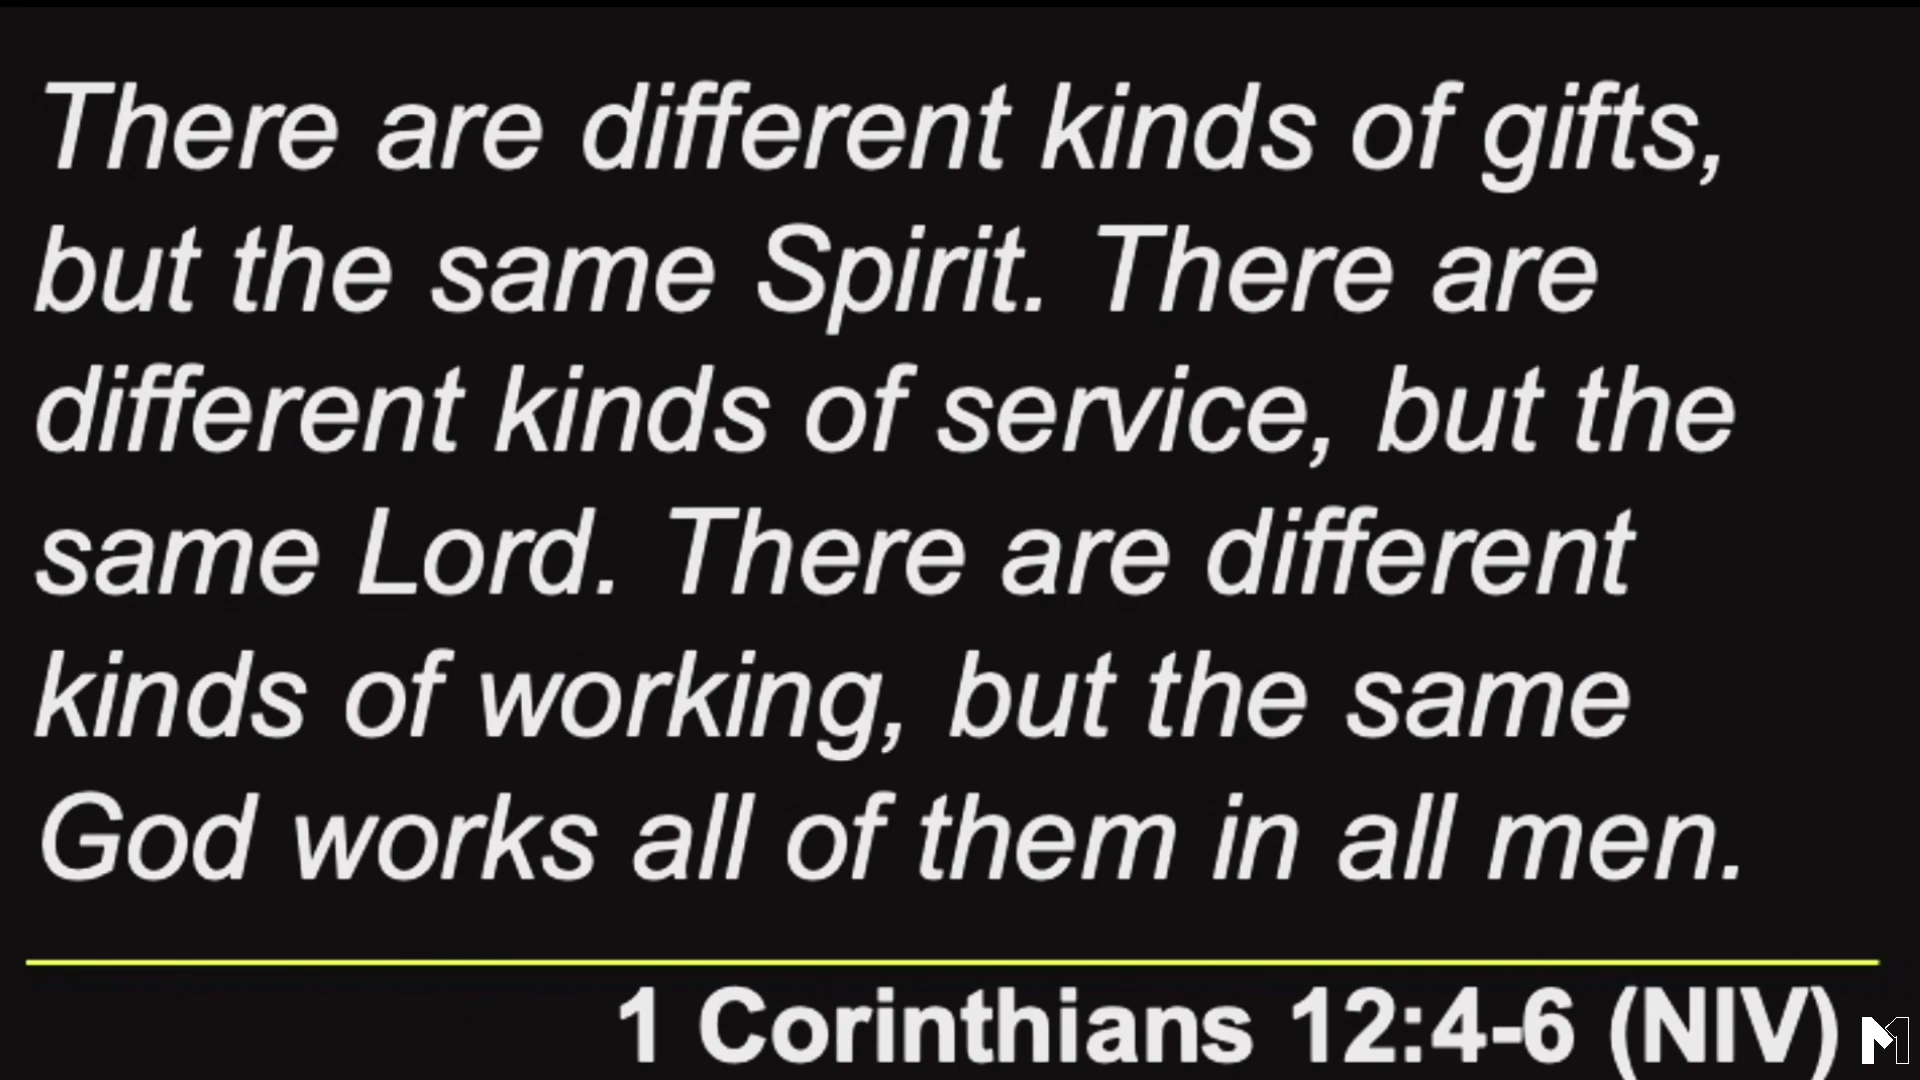 There are different kinds of gifts,
but the same Spirit. There are
different kinds of service, but the
same Lord. There are different
kinds of working, but the same
God works all of them in all men.
1 Corinthians 12:4-6 (NIV)